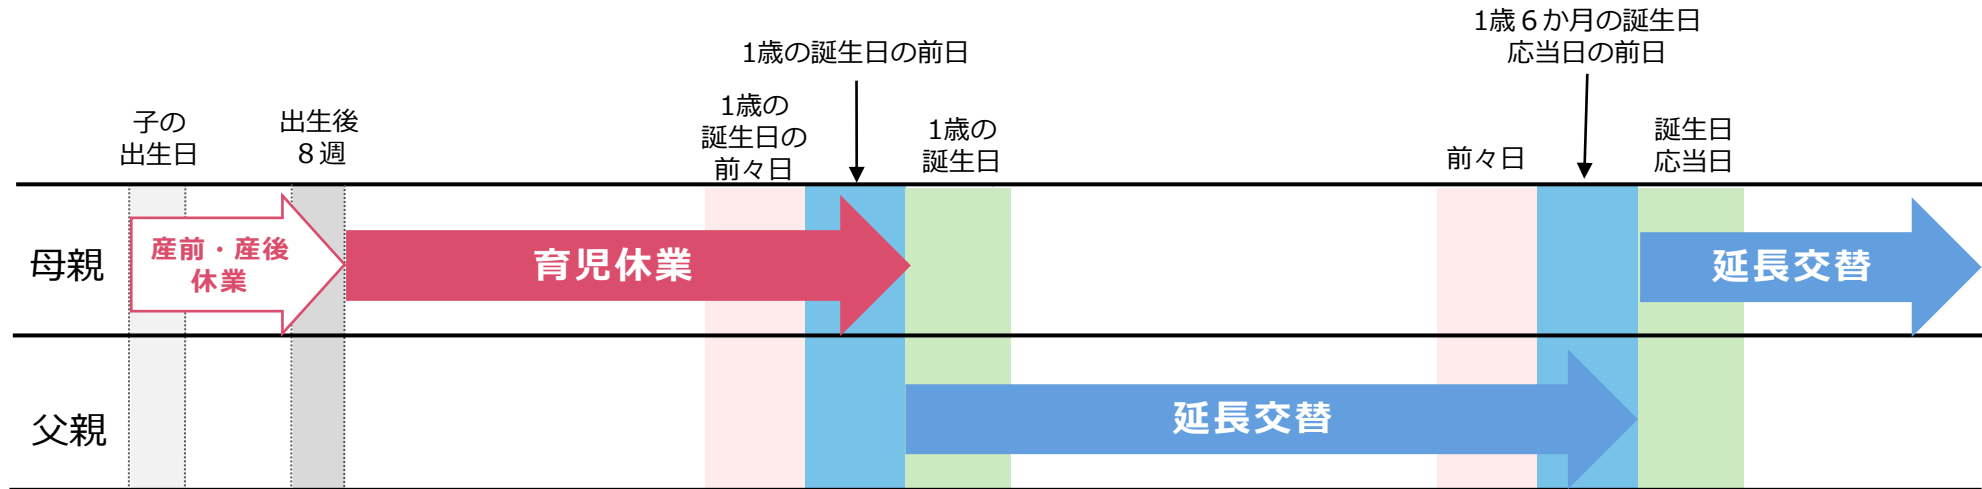 1歳６か月の誕生日
応当日の前日
1歳の誕生日の前日
子の
出生日
出生後
８週
1歳の
誕生日の
前々日
1歳の
誕生日
前々日
誕生日
応当日
母親
産前・産後
休業
育児休業
延長交替
父親
延長交替